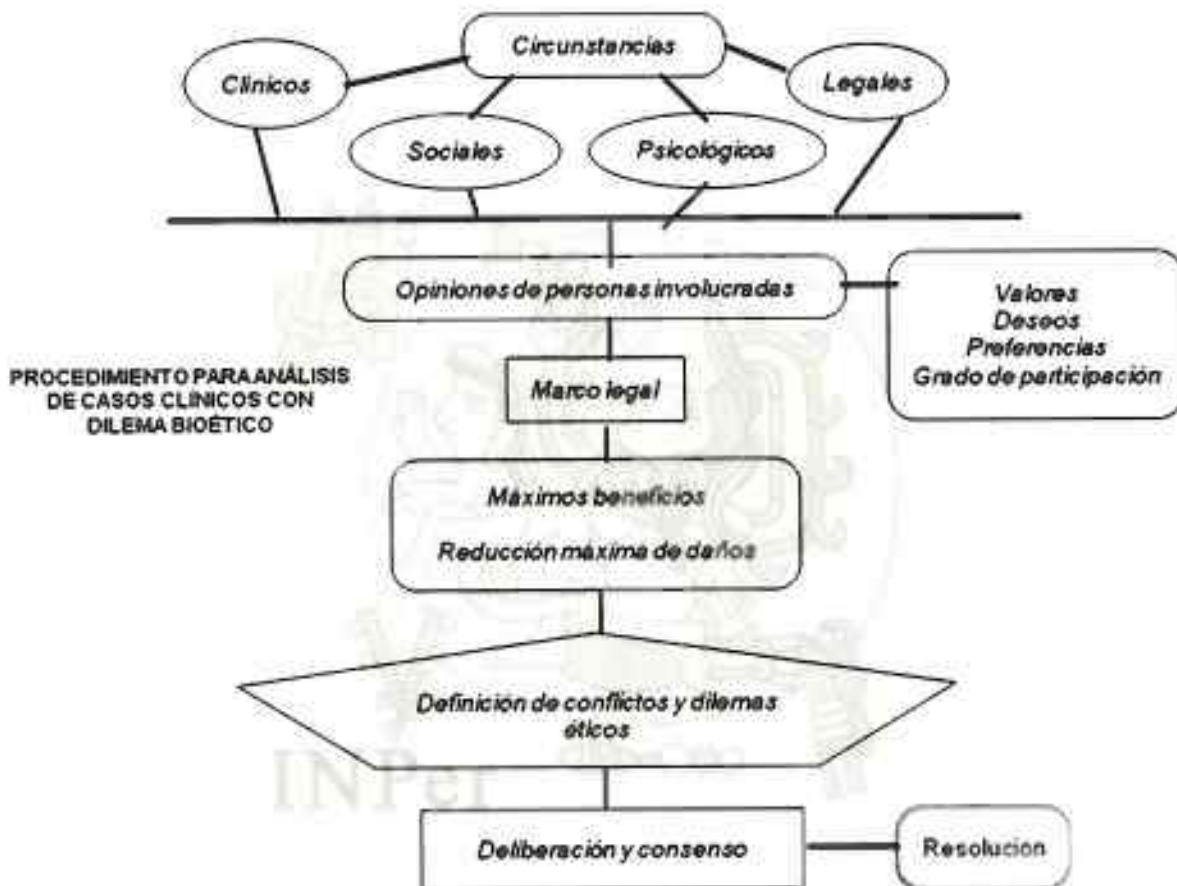 Circunstancias
Clínicos
Legales
Sociales
Psicológicos
Opiniones de personas involucradas
Valores
Deseos
Preferencias
Grado de participación
PROCEDIMIENTO PARA ANÁLISIS
DE CASOS CLÍNICOS CON
DILEMA BIOÉTICO
Marco legal
Máximos beneficios
Reducción máxima de daños
Definición de conflictos y dilemas
éticos
INPer
Deliberación y consenso
Resolucion